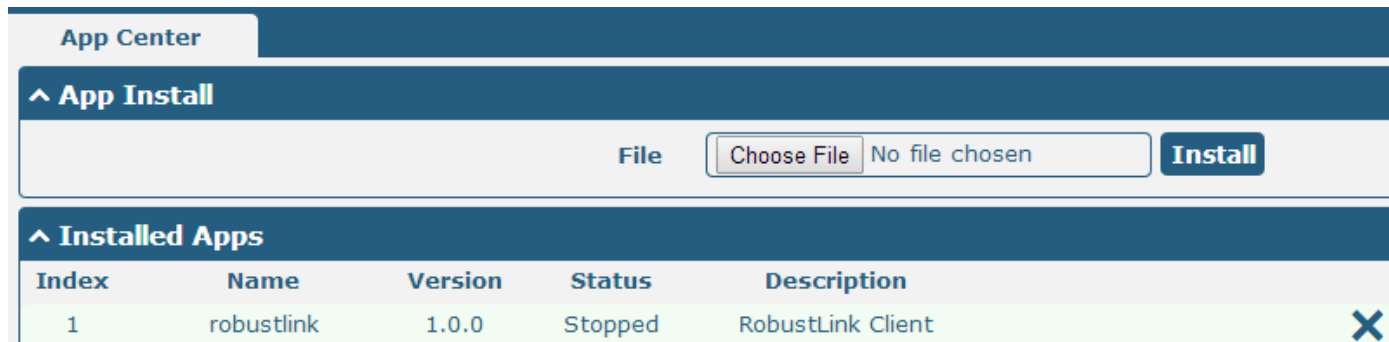 App Center
App Install
File Choose File No file chosen Install
Installed Apps
Index Name Version Status Description
1 robustlink 1.0.0 Stopped RobustLink Client